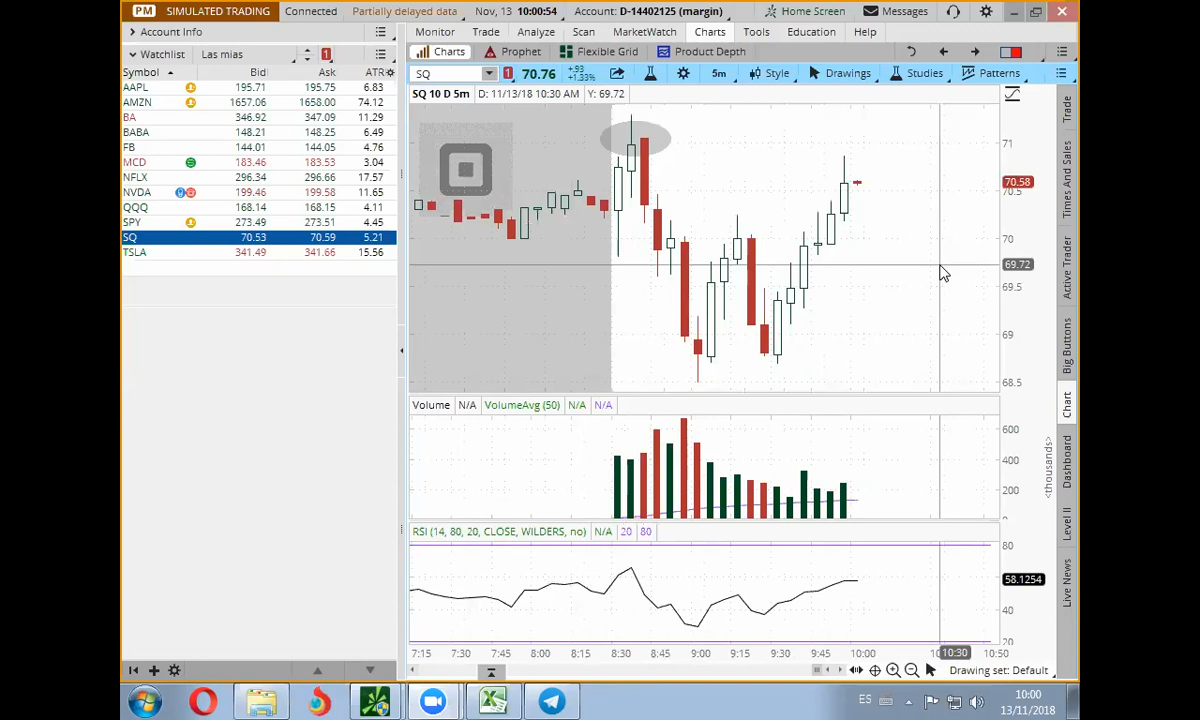 PM SIMULATED TRADING Connected Partially delayed data Nov, 13 10:00:54 Account: D-14402125 (margin) Home Screen Messages
Account Info
Monitor Trade Analyze Scan MarketWatch Charts Tools Education Help
Watchlist Las mias 1
Charts Prophet Flexible Grid Product Depth
Symbol Bid Ask ATR
SQ 1 70.76 +.93 +1.33% 5m Style Drawings Studies Patterns
AAPL 195.71 195.75 6.83
AMZN 1657.06 1658.00 74.12
BA 346.92 347.09 11.29
BABA 148.21 148.25 6.49
FB 144.01 144.05 4.76
MCD 183.46 183.53 3.04
NFLX 296.34 296.66 17.57
NVDA 199.46 199.58 11.65
QQQ 168.14 168.15 4.11
SPY 273.49 273.51 4.45
SQ 70.53 70.59 5.21
TSLA 341.49 341.66 15.56
SQ 10 D 5m D: 11/13/18 10:30 AM Y: 69.72
71
70.58
70.5
70
69.72
69.5
69
68.5
Volume N/A VolumeAvg (50) N/A N/A
600
400
200
<thousands>
RSI (14, 80, 20, CLOSE, WILDERS, no) N/A 20 80
80
58.1254
40
20
7:15 7:30 7:45 8:00 8:15 8:30 8:45 9:00 9:15 9:30 9:45 10:00 10:30 10:50
Drawing set: Default
Trade
Times And Sales
Active Trader
Big Buttons
Chart
Dashboard
Level II
Live News
ES
10:00
13/11/2018